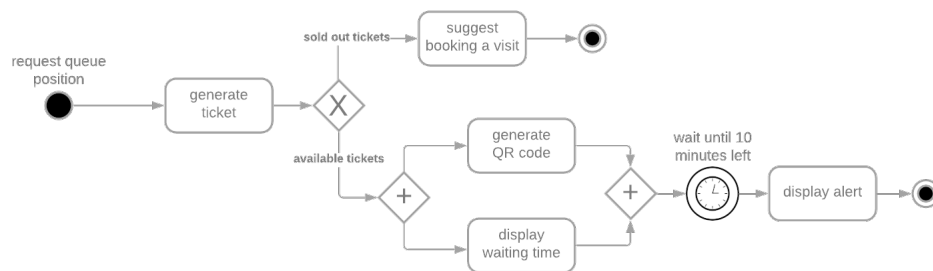 request queue
position
generate
ticket
X
sold out tickets
suggest
booking a visit
available tickets
+
generate
QR code
display
waiting time
+
wait until 10
minutes left
display alert